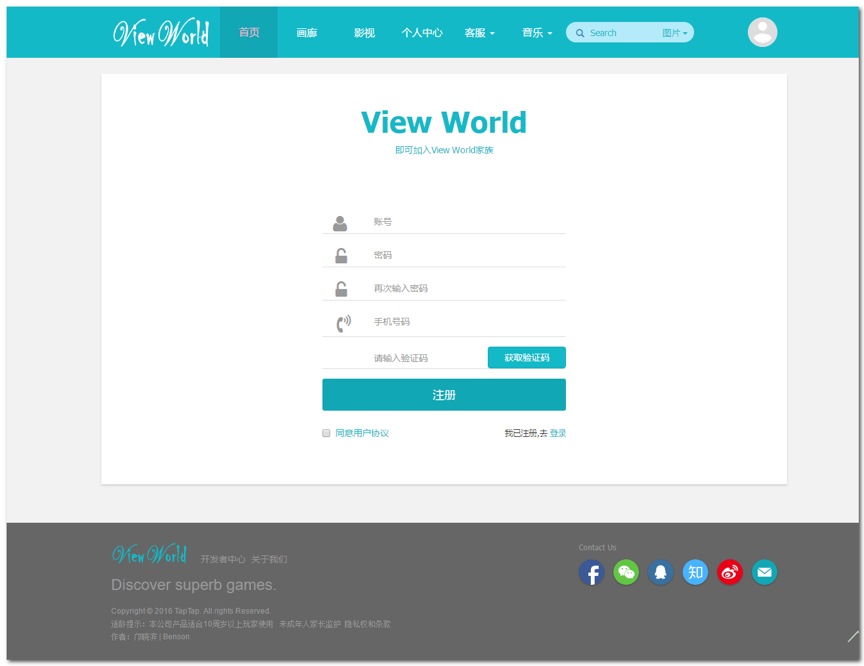 View World 首页 画廊 影视 个人中心 客服 音乐 Search 图片
View World
即可加入View World家族
账号
密码
再次输入密码
手机号码
请输入验证码 获取验证码
注册
同意用户协议 我已注册,去 登录
View World 开发者中心 关于我们
Contact Us
知
Discover superb games.
Copyright © 2016 TapTap. All rights Reserved.
适龄提示：本公司产品适合10周岁以上玩家使用 未成年人家长监护 隐私权和条款
作者：邝晓滨 | Benson